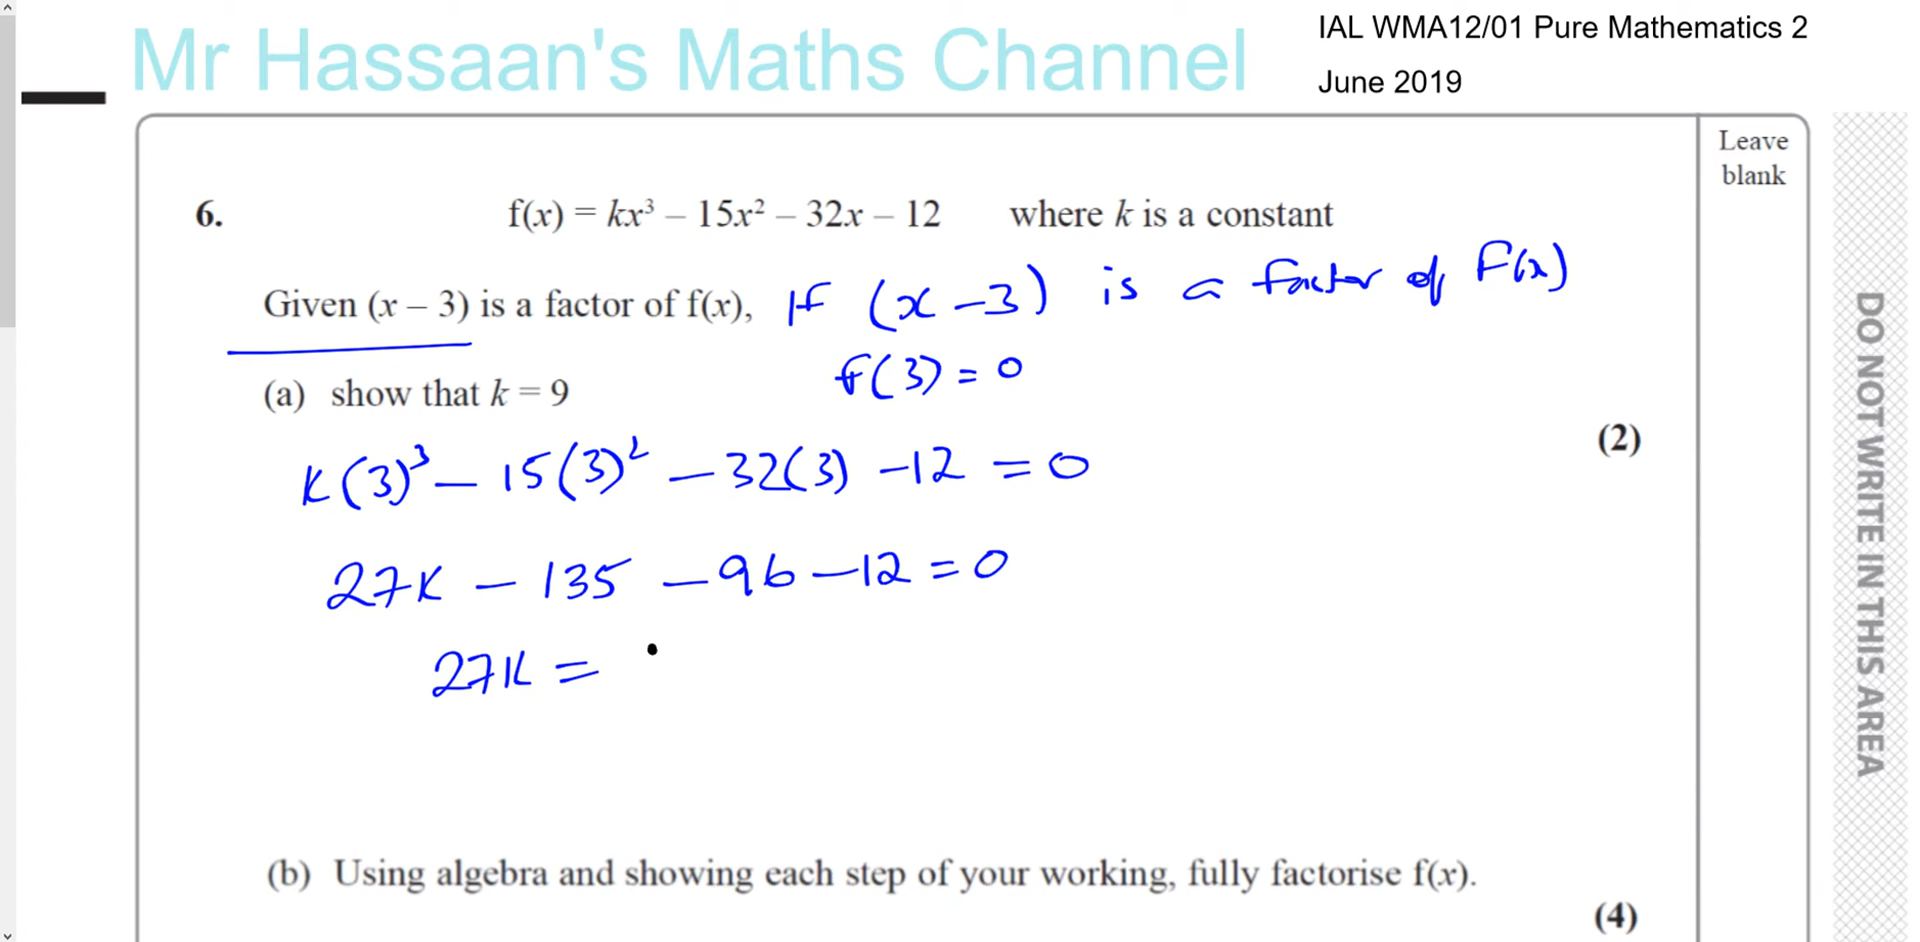 Mr Hassaan's Maths Channel
IAL WMA12/01 Pure Mathematics 2
June 2019
Leave
blank
6. f(x) = kx³ – 15x² – 32x – 12 where k is a constant
Given (x – 3) is a factor of f(x), If (x – 3) is a factor of F(x)
f(3) = 0
(a) show that k = 9
(2)
K(3)³ – 15(3)² – 32(3) – 12 = 0
27K – 135 – 96 – 12 = 0
27K =
(b) Using algebra and showing each step of your working, fully factorise f(x).
(4)
DO NOT WRITE IN THIS AREA